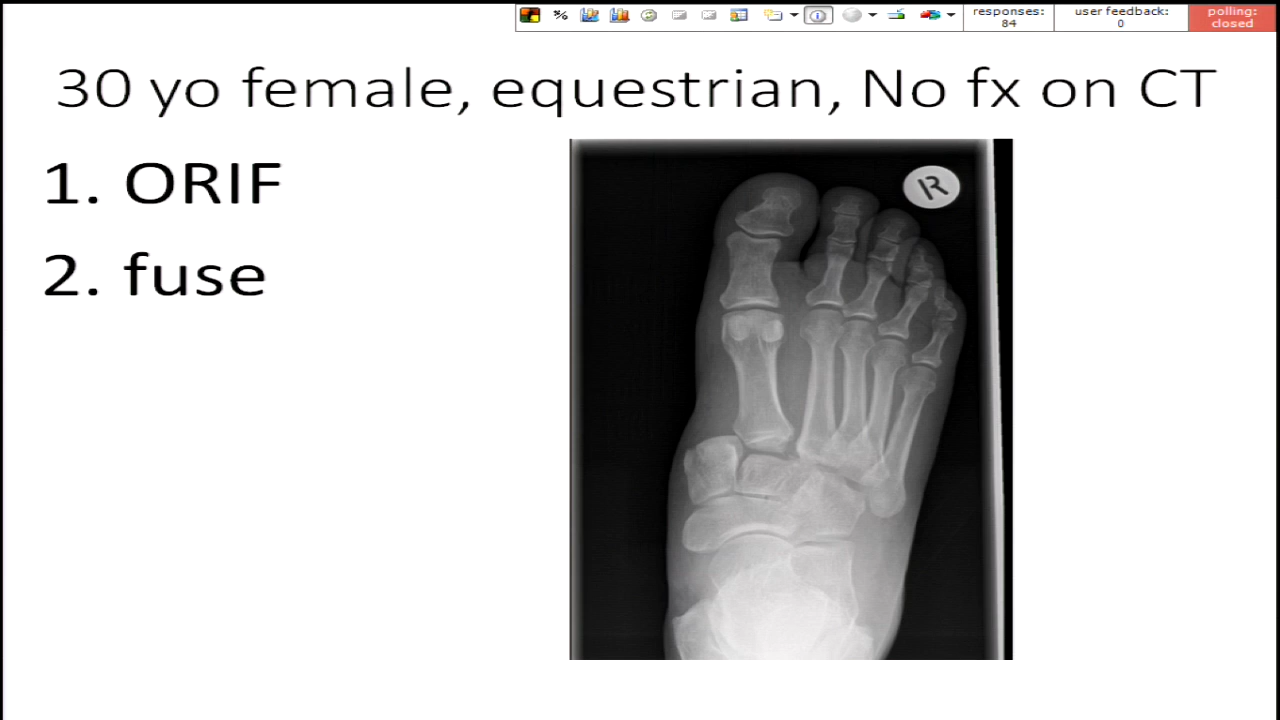 %
responses:
84
user feedback:
0
polling:
closed
30 yo female, equestrian, No fx on CT
1. ORIF
2. fuse
R